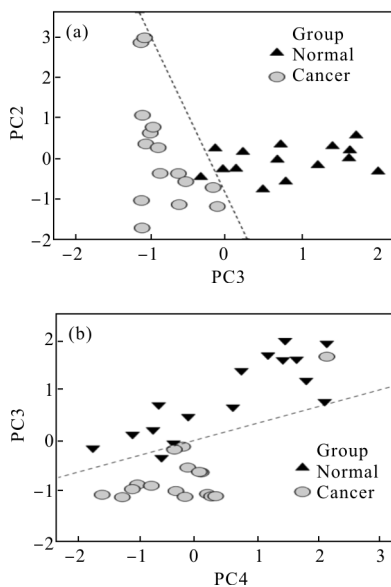 (a)
Group
Normal
Cancer
3
2
1
0
−1
−2
PC2
−2 −1 0 1 2
PC3
(b)
2
1
0
−1
−2
PC3
Group
Normal
Cancer
−2 −1 0 1 2 3
PC4